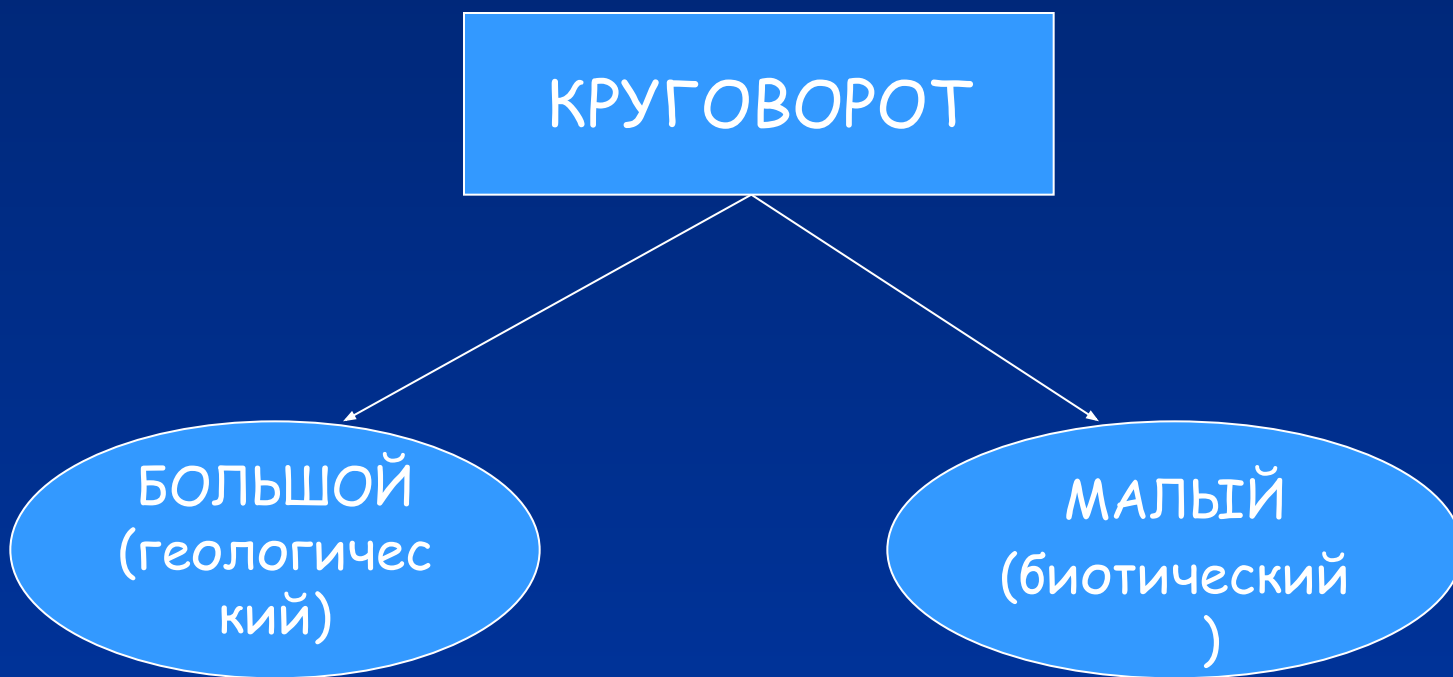 КРУГОВОРОТ
БОЛЬШОЙ
(геологичес
кий)
МАЛЫЙ
(биотический
)